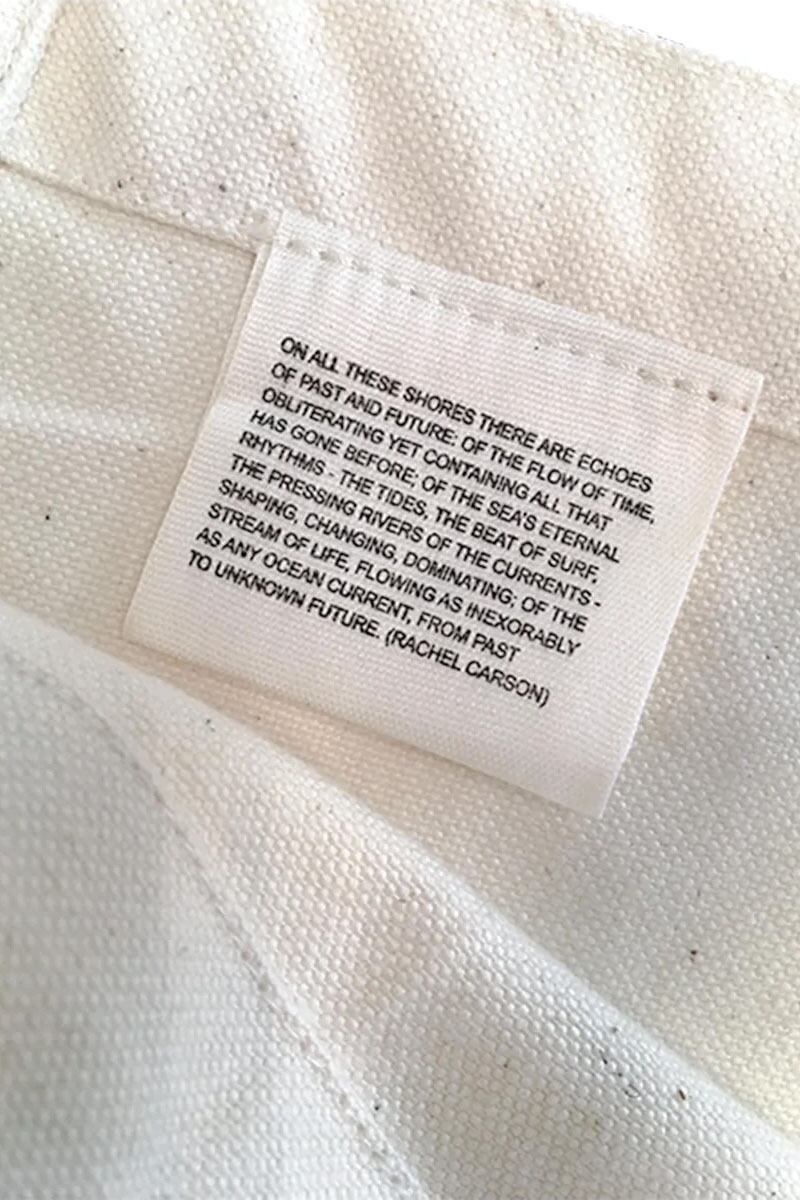 ON ALL THESE SHORES THERE ARE ECHOES
OF PAST AND FUTURE: OF THE FLOW OF TIME,
OBLITERATING YET CONTAINING ALL THAT
HAS GONE BEFORE; OF THE SEA'S ETERNAL
RHYTHMS - THE TIDES, THE BEAT OF SURF,
THE PRESSING RIVERS OF THE CURRENTS -
SHAPING, CHANGING, DOMINATING; OF THE
STREAM OF LIFE, FLOWING AS INEXORABLY
AS ANY OCEAN CURRENT, FROM PAST
TO UNKNOWN FUTURE. (RACHEL CARSON)